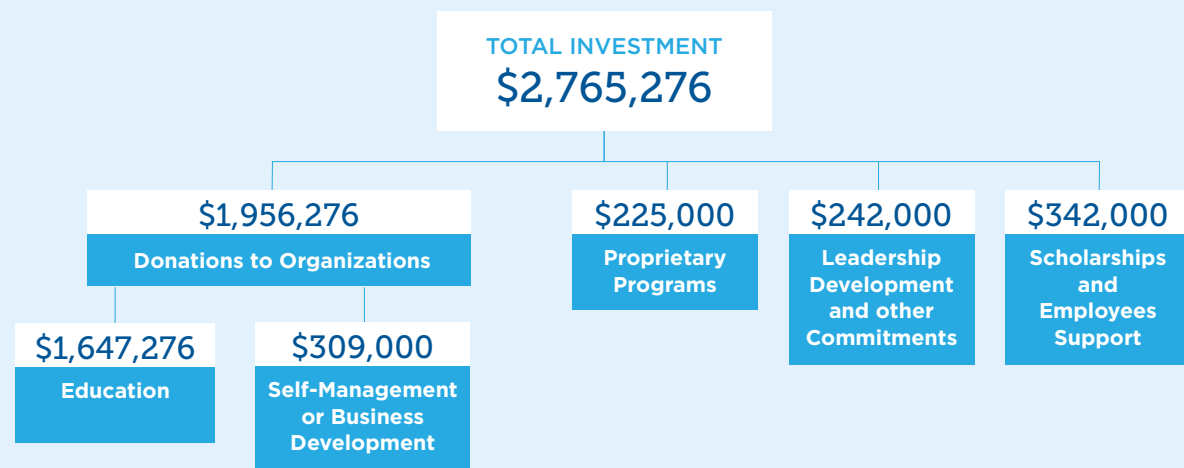 TOTAL INVESTMENT
$2,765,276
$1,956,276
Donations to Organizations
$1,647,276
Education
$309,000
Self-Management
or Business
Development
$225,000
Proprietary
Programs
$242,000
Leadership
Development
and other
Commitments
$342,000
Scholarships
and
Employees
Support